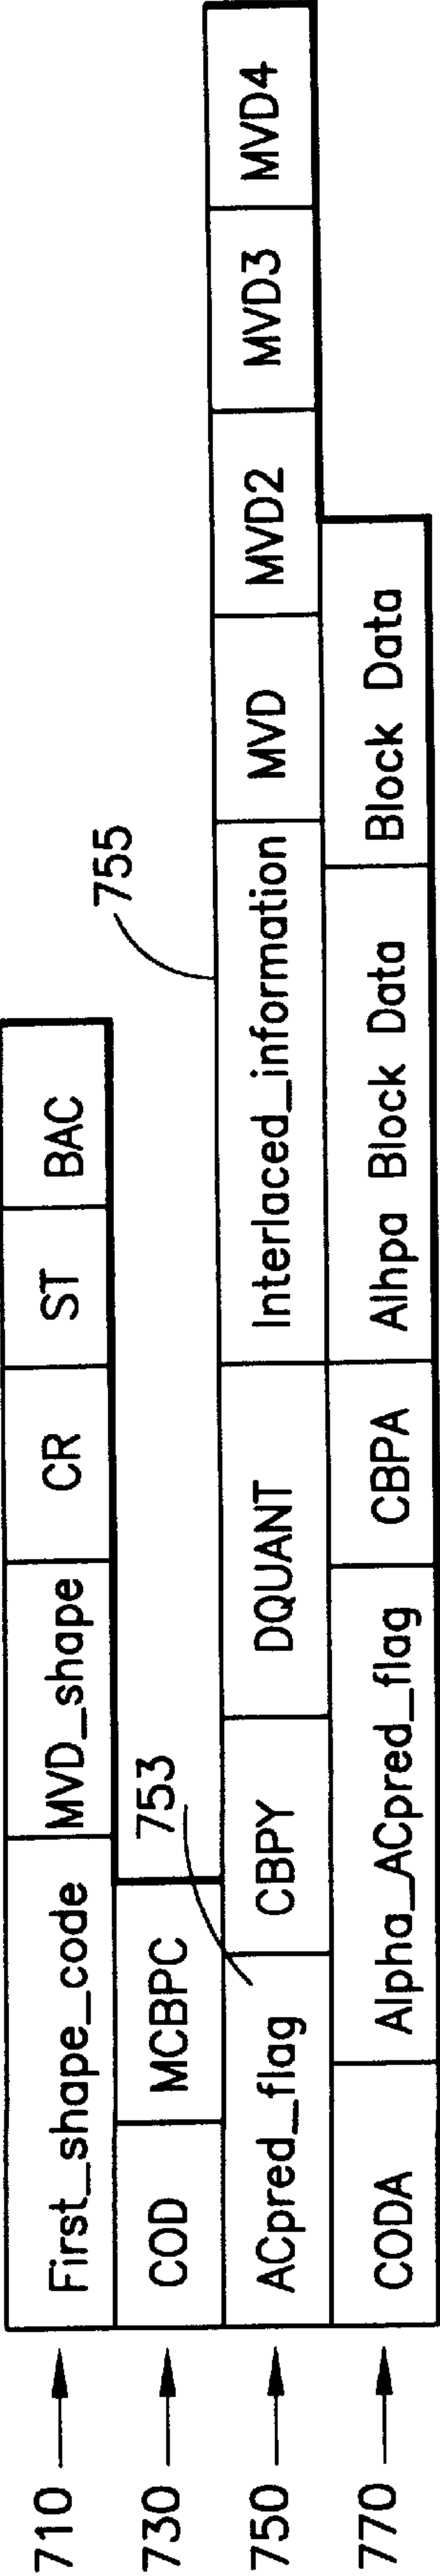 710 First_shape_code MVD_shape CR ST BAC
730 COD MCBPC 753 755
750 ACpred_flag CBPY DQUANT Interlaced_information MVD MVD2 MVD3 MVD4
770 CODA Alpha_ACpred_flag CBPA Alhpa Block Data Block Data